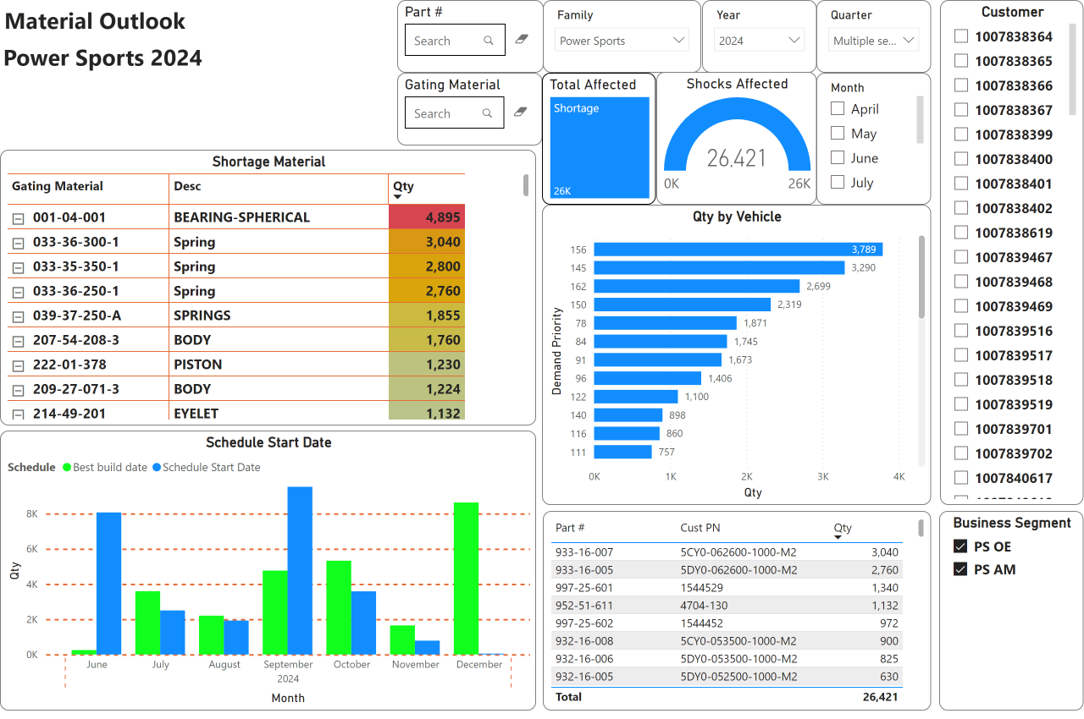 Material Outlook
Power Sports 2024
Part #
Search
Family
Power Sports
Year
2024
Quarter
Multiple se...
Gating Material
Search
Total Affected
Shortage
26K
Shocks Affected
26,421
0K 26K
Month
April
May
June
July
Customer
1007838364
1007838365
1007838366
1007838367
1007838399
1007838400
1007838401
1007838402
1007838619
1007839467
1007839468
1007839469
1007839516
1007839517
1007839518
1007839519
1007839701
1007839702
1007840617
Shortage Material
Gating Material Desc Qty
001-04-001 BEARING-SPHERICAL 4,895
033-36-300-1 Spring 3,040
033-35-350-1 Spring 2,800
033-36-250-1 Spring 2,760
039-37-250-A SPRINGS 1,855
207-54-208-3 BODY 1,760
222-01-378 PISTON 1,230
209-27-071-3 BODY 1,224
214-49-201 EYELET 1,132
Qty by Vehicle
Demand Priority
156 3,789
145 3,290
162 2,699
150 2,319
78 1,871
84 1,745
91 1,673
96 1,406
122 1,100
140 898
116 860
111 757
0K 1K 2K 3K 4K
Qty
Schedule Start Date
Schedule Best build date Schedule Start Date
Qty
8K
6K
4K
2K
0K
June July August September October November December
2024
Month
Part # Cust PN Qty
933-16-007 5CY0-062600-1000-M2 3,040
933-16-005 5DY0-062600-1000-M2 2,760
997-25-601 1544529 1,340
952-51-611 4704-130 1,132
997-25-602 1544452 972
932-16-008 5CY0-053500-1000-M2 900
932-16-006 5DY0-053500-1000-M2 825
932-16-005 5DY0-052500-1000-M2 630
Total 26,421
Business Segment
PS OE
PS AM